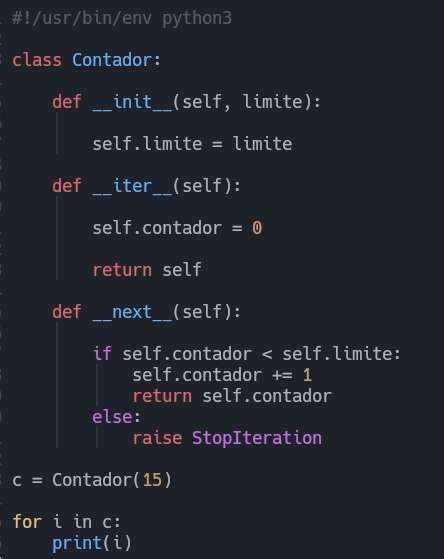 #!/usr/bin/env python3
class Contador:
    def __init__(self, limite):
        self.limite = limite
    def __iter__(self):
        self.contador = 0
        return self
    def __next__(self):
        if self.contador < self.limite:
            self.contador += 1
            return self.contador
        else:
            raise StopIteration
c = Contador(15)
for i in c:
    print(i)